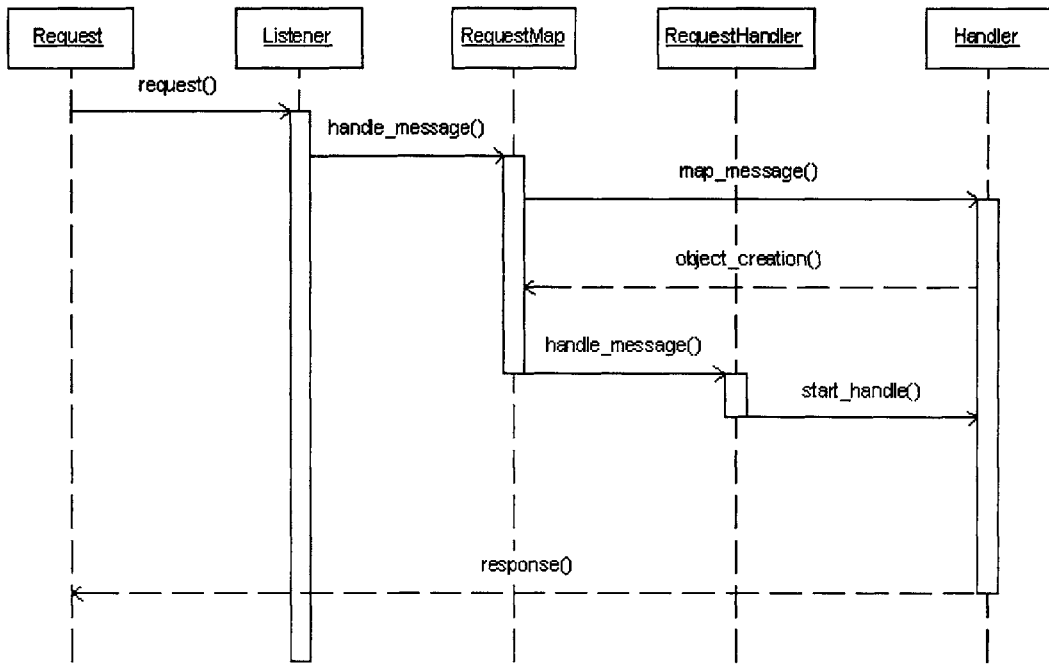 Request
Listener
RequestMap
RequestHandler
Handler
request()
handle_message()
map_message()
object_creation()
handle_message()
start_handle()
response()